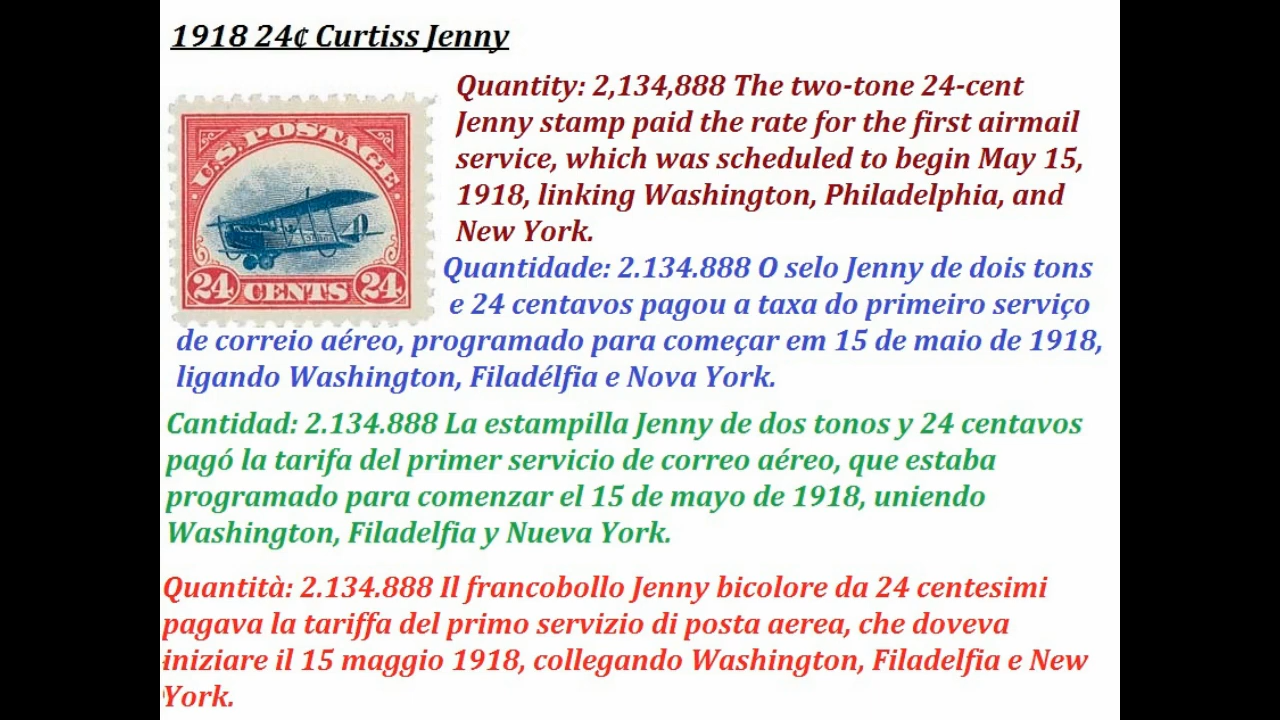 1918 24¢ Curtiss Jenny
U.S. POSTAGE
24 CENTS 24
Quantity: 2,134,888 The two-tone 24-cent
Jenny stamp paid the rate for the first airmail
service, which was scheduled to begin May 15,
1918, linking Washington, Philadelphia, and
New York.
Quantidade: 2.134.888 O selo Jenny de dois tons
e 24 centavos pagou a taxa do primeiro serviço
de correio aéreo, programado para começar em 15 de maio de 1918,
ligando Washington, Filadélfia e Nova York.
Cantidad: 2.134.888 La estampilla Jenny de dos tonos y 24 centavos
pagó la tarifa del primer servicio de correo aéreo, que estaba
programado para comenzar el 15 de mayo de 1918, uniendo
Washington, Filadelfia y Nueva York.
Quantità: 2.134.888 Il francobollo Jenny bicolore da 24 centesimi
pagava la tariffa del primo servizio di posta aerea, che doveva
iniziare il 15 maggio 1918, collegando Washington, Filadelfia e New
York.